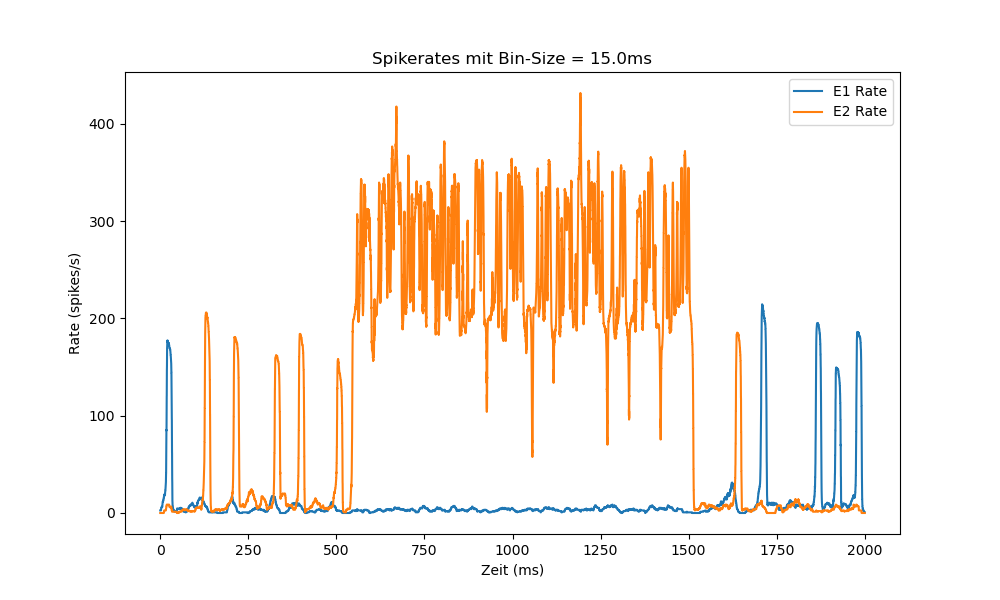 Spikerates mit Bin-Size = 15.0ms
E1 Rate
E2 Rate
400
300
200
100
0
Rate (spikes/s)
0 250 500 750 1000 1250 1500 1750 2000
Zeit (ms)